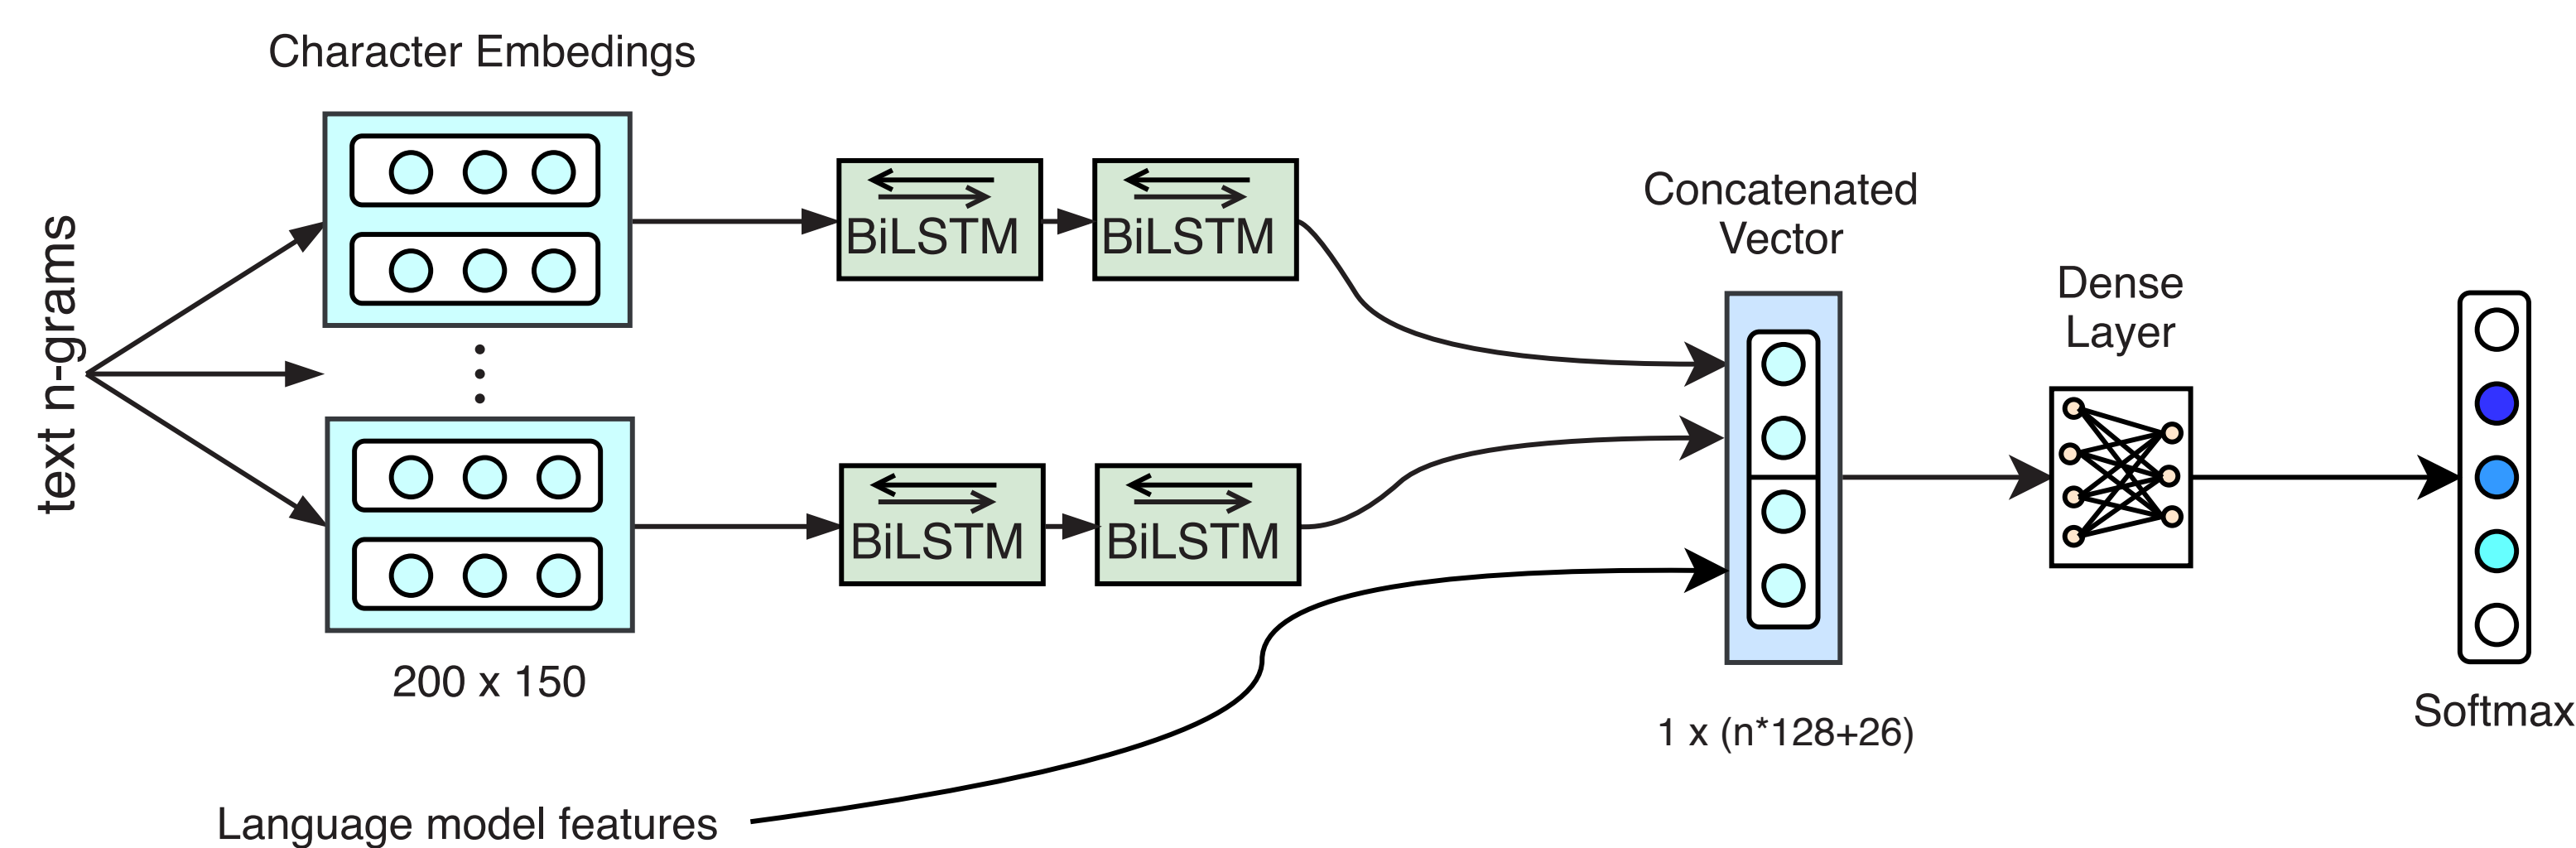 Character Embedings
text n-grams
BiLSTM
BiLSTM
BiLSTM
BiLSTM
200 x 150
Language model features
Concatenated
Vector
1 x (n*128+26)
Dense
Layer
Softmax